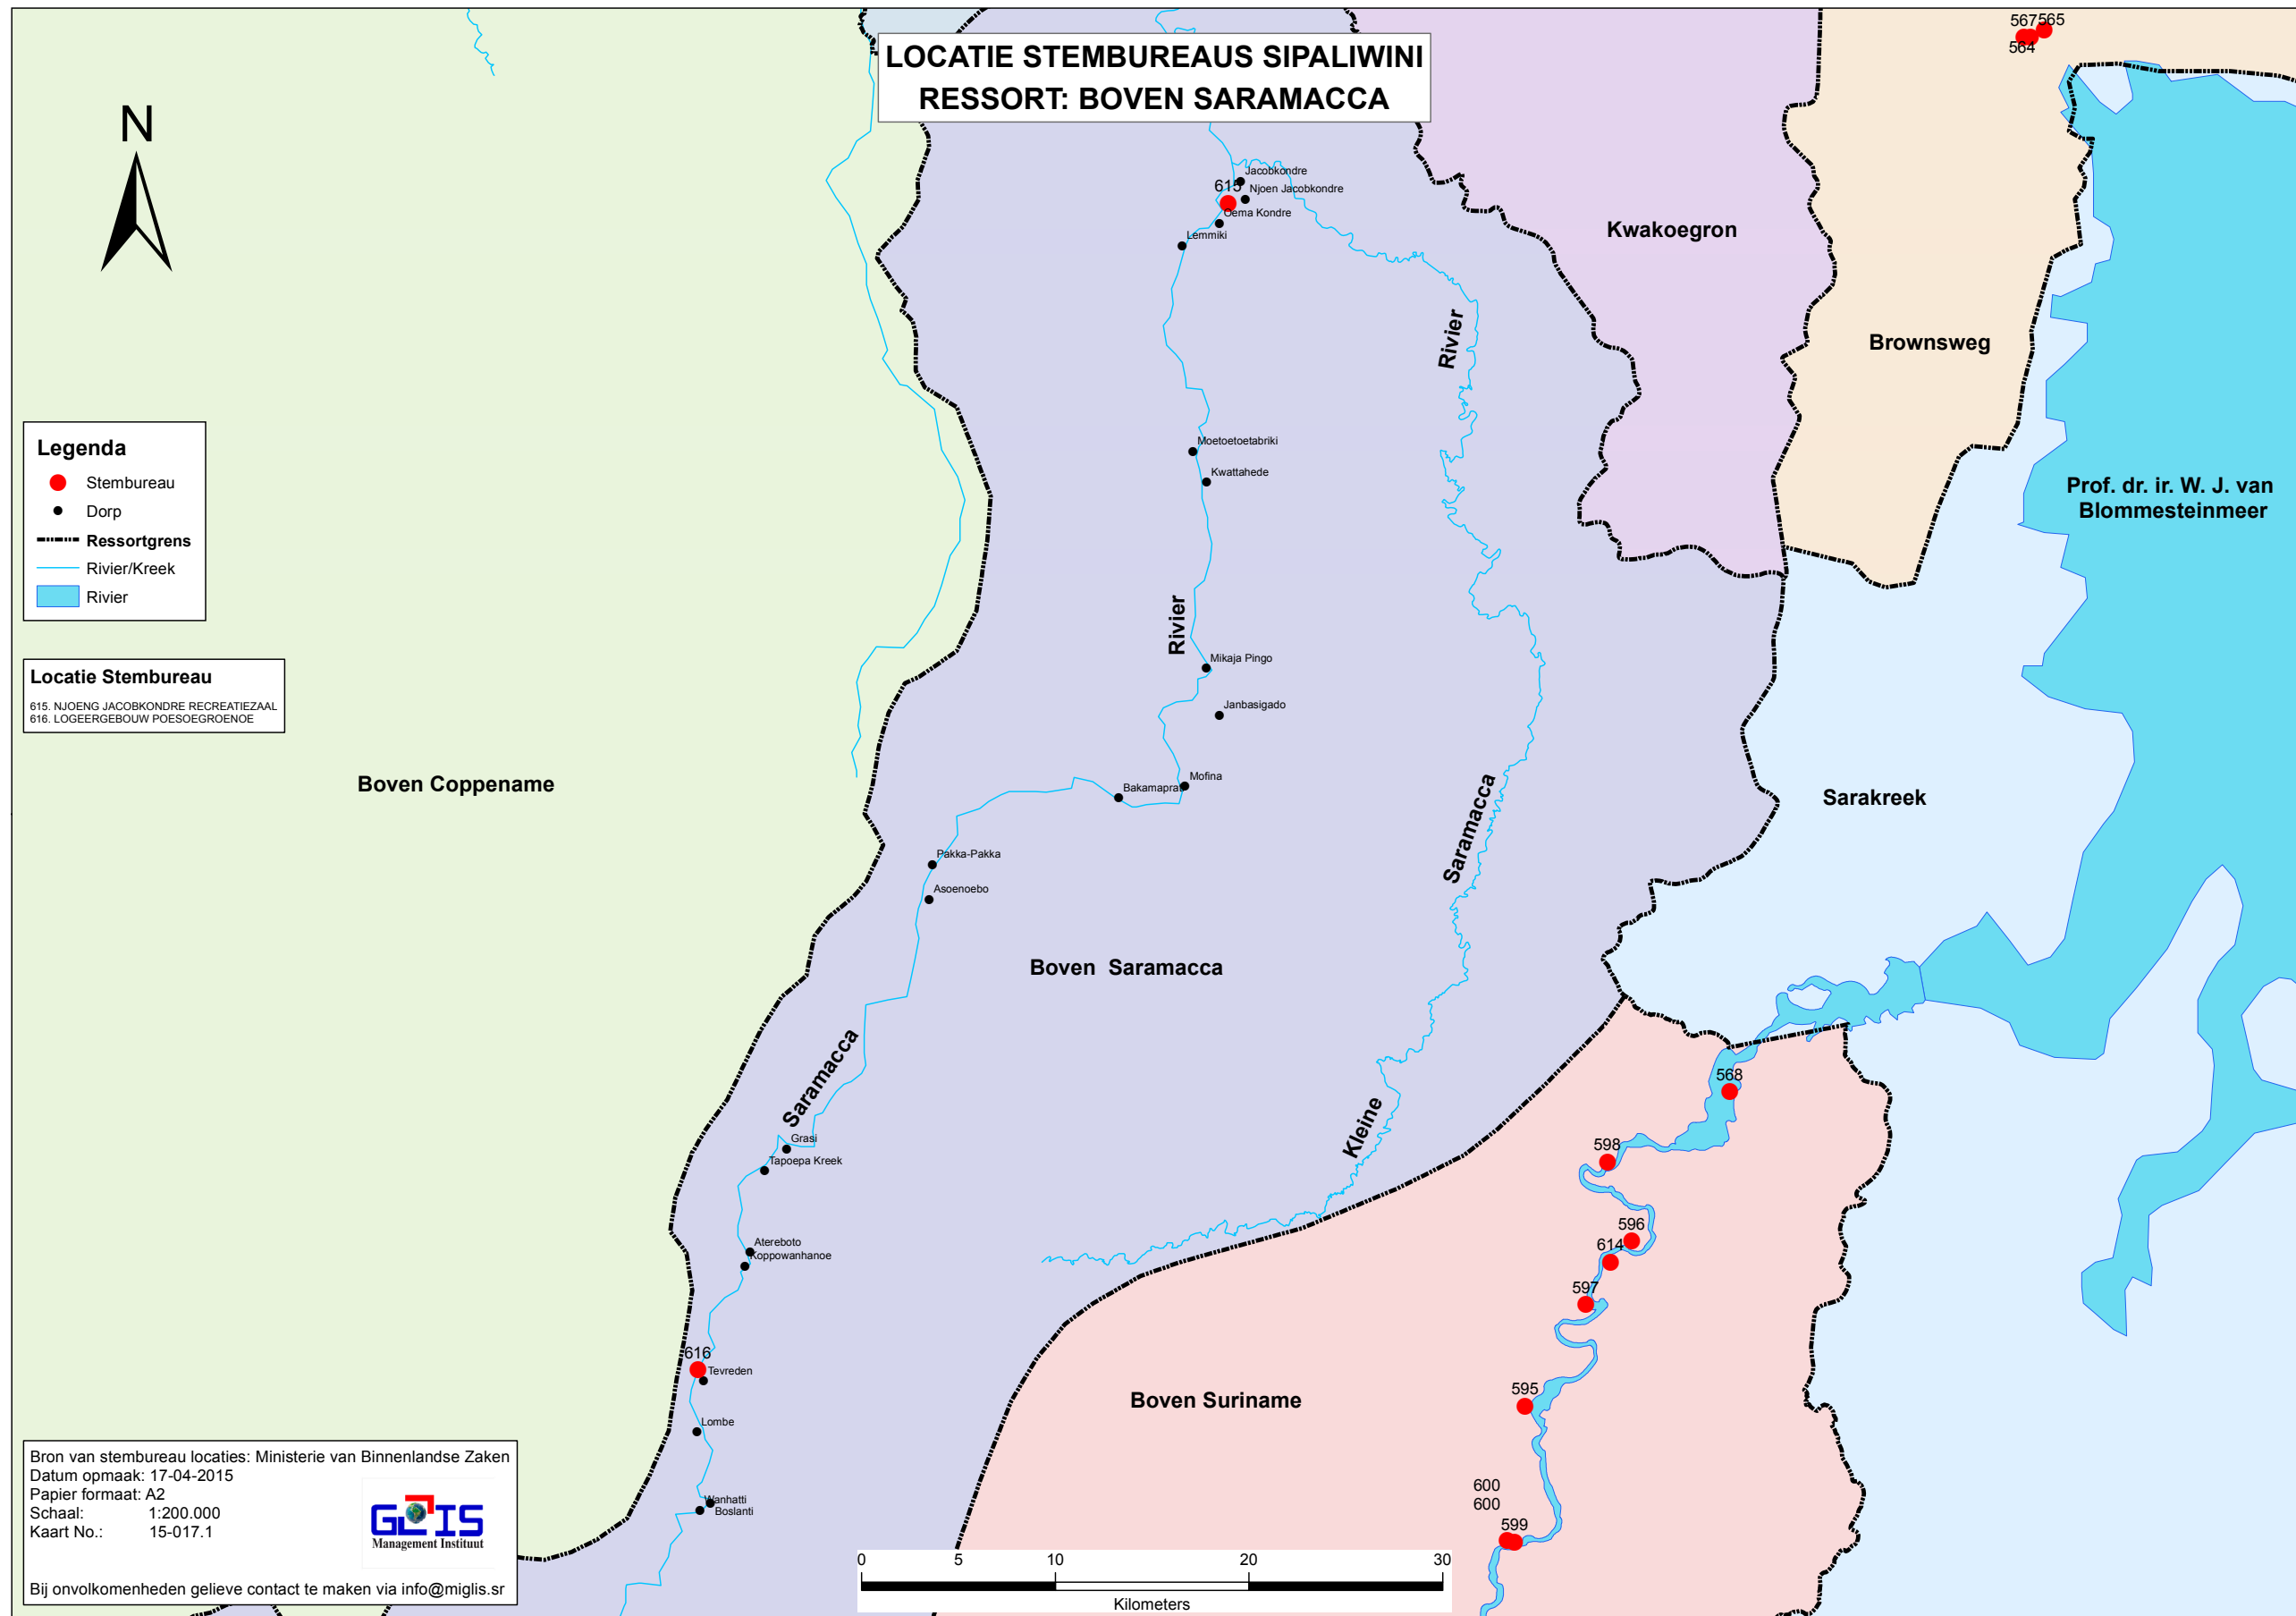 LOCATIE STEMBUREAUS SIPALIWINI
RESSORT: BOVEN SARAMACCA
567
565
564
N
Jacobkondre
615
Njoen Jacobkondre
Oema Kondre
Lemmiki
Kwakoegron
Brownsweg
Rivier
Legenda
Stembureau
Dorp
Ressortgrens
Rivier/Kreek
Rivier
Moetoetoetabriki
Kwattahede
Prof. dr. ir. W. J. van
Blommesteinmeer
Rivier
Locatie Stembureau
615. NJOENG JACOBKONDRE RECREATIEZAAL
616. LOGEERGEBOUW POESOEGROENOE
Mikaja Pingo
Janbasigado
Boven Coppename
Mofina
Bakamaprati
Sarakreek
Saramacca
Pakka-Pakka
Asoenoebo
Boven Saramacca
Saramacca
Kleine
568
Grasi
Tapoepa Kreek
598
Atereboto
Koppowanhanoe
596
614
597
616
Tevreden
595
Boven Suriname
Lombe
600
600
599
Wanhatti
Boslanti
Bron van stembureau locaties: Ministerie van Binnenlandse Zaken
Datum opmaak: 17-04-2015
Papier formaat: A2
Schaal: 1:200.000
Kaart No.: 15-017.1
GLIS
Management Instituut
Bij onvolkomenheden gelieve contact te maken via info@miglis.sr
0 5 10 20 30
Kilometers